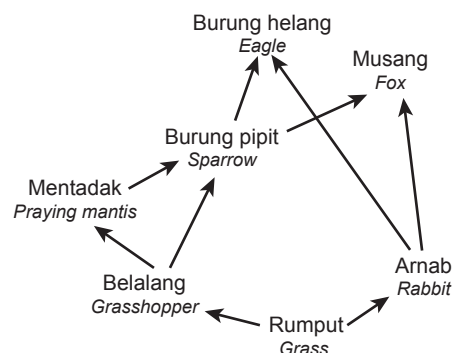 Burung helang
Eagle
Musang
Fox
Burung pipit
Sparrow
Mentadak
Praying mantis
Belalang
Grasshopper
Arnab
Rabbit
Rumput
Grass